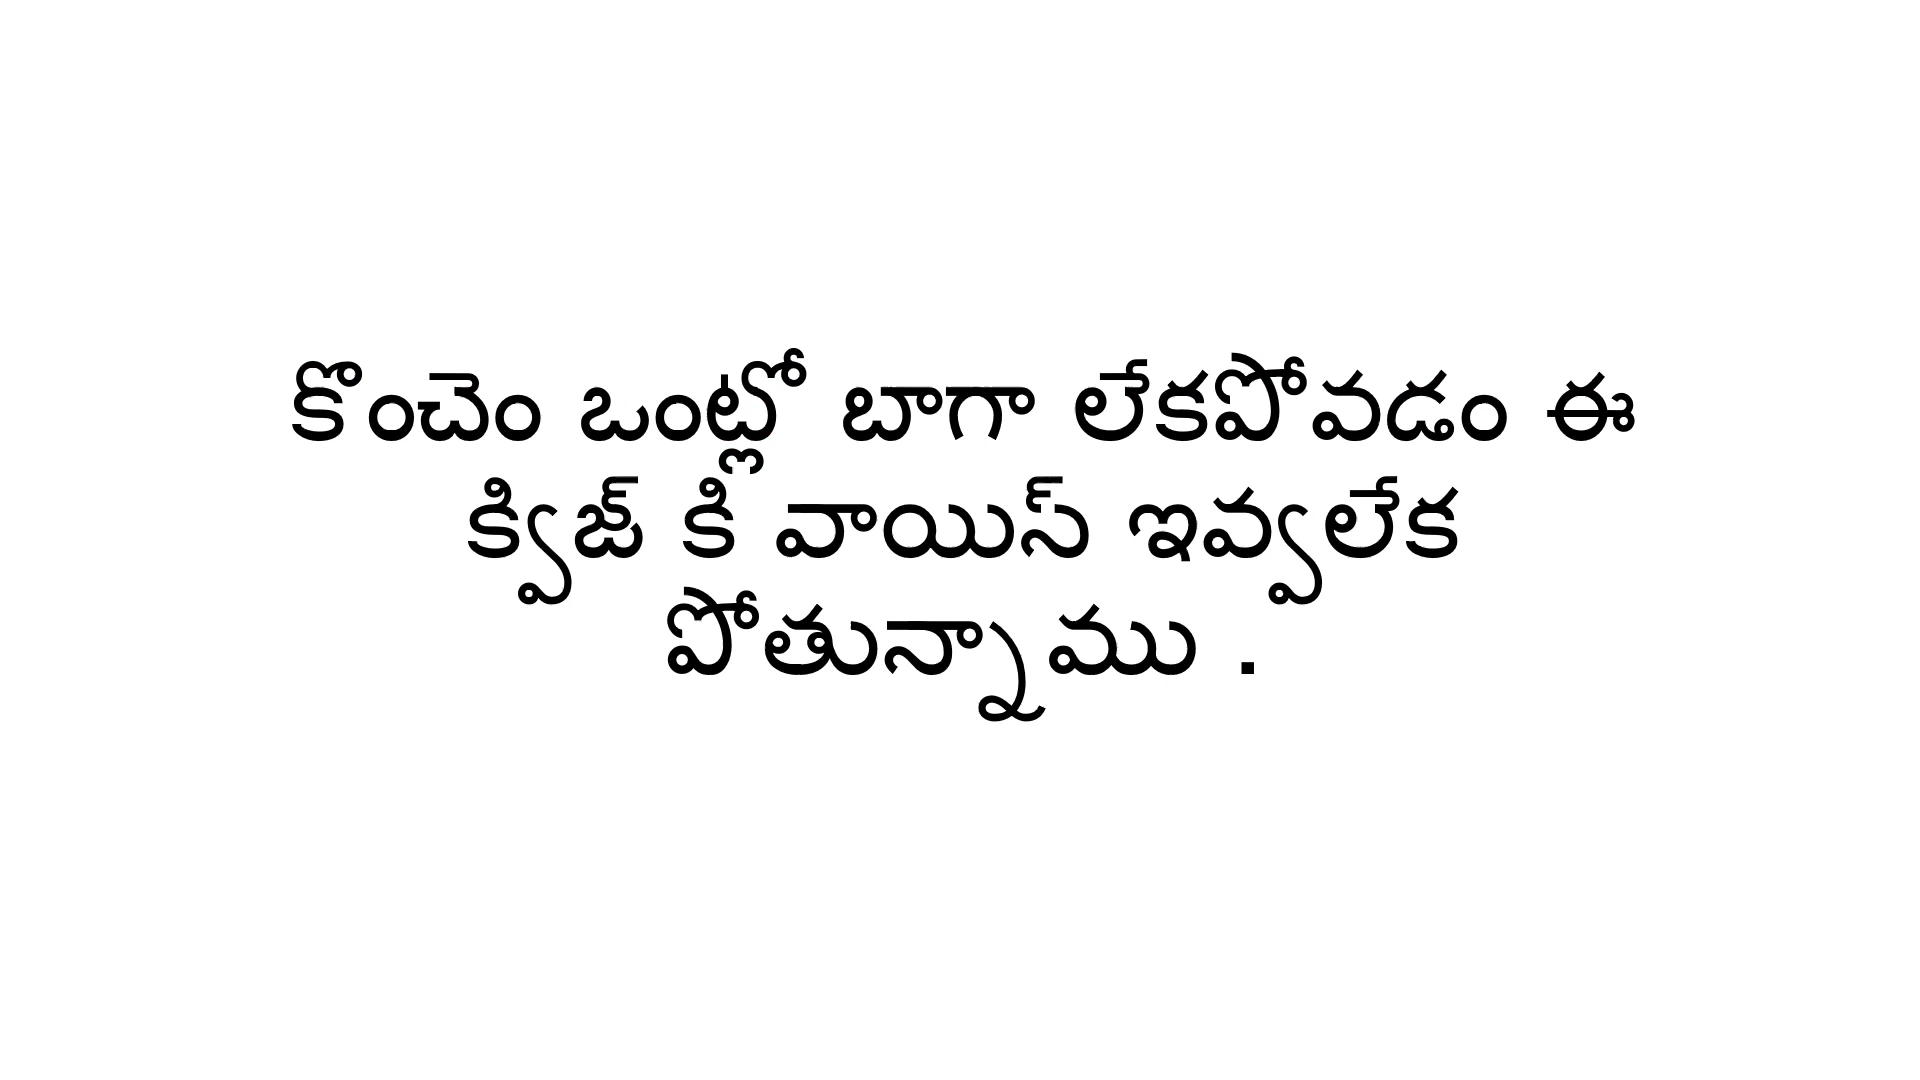 కొంచెం ఒంట్లో బాగా లేకపోవడం ఈ
క్విజ్ కి వాయిస్ ఇవ్వలేక
పోతున్నాము .